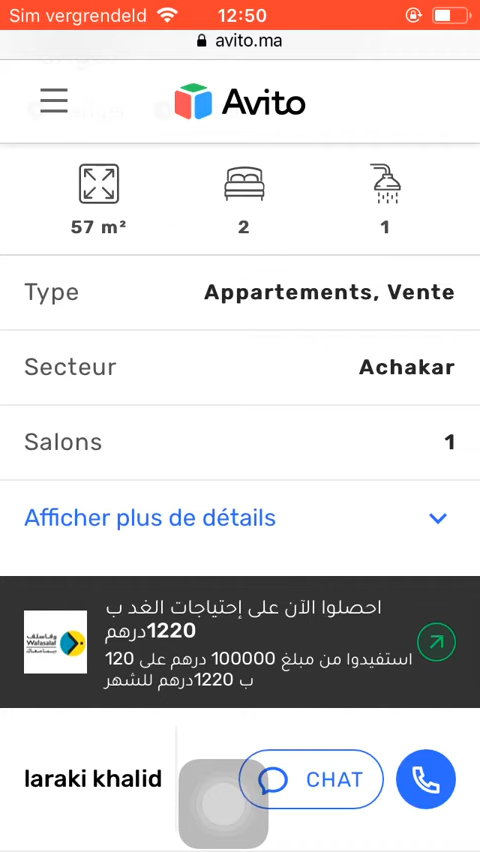 Sim vergrendeld 12:50
avito.ma
Avito
57 m² 2 1
Type Appartements, Vente
Secteur Achakar
Salons 1
Afficher plus de détails
احصلوا الآن على إحتياجات الغد ب
1220درهم
استفيدوا من مبلغ 100000 درهم على 120
ب 1220درهم للشهر
وفاسلف
Wafasalaf
laraki khalid CHAT